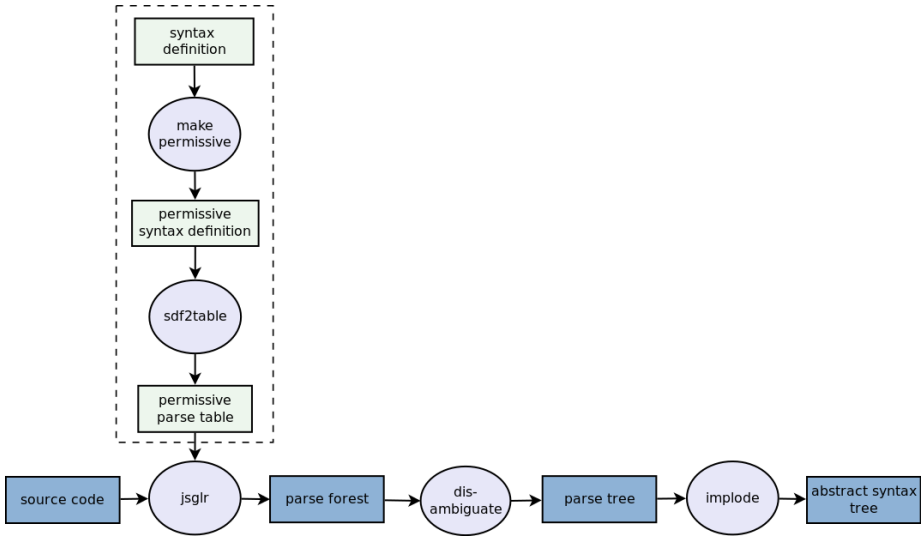 syntax
definition
make
permissive
permissive
syntax definition
sdf2table
permissive
parse table
source code
jsglr
parse forest
dis-
ambiguate
parse tree
implode
abstract syntax
tree